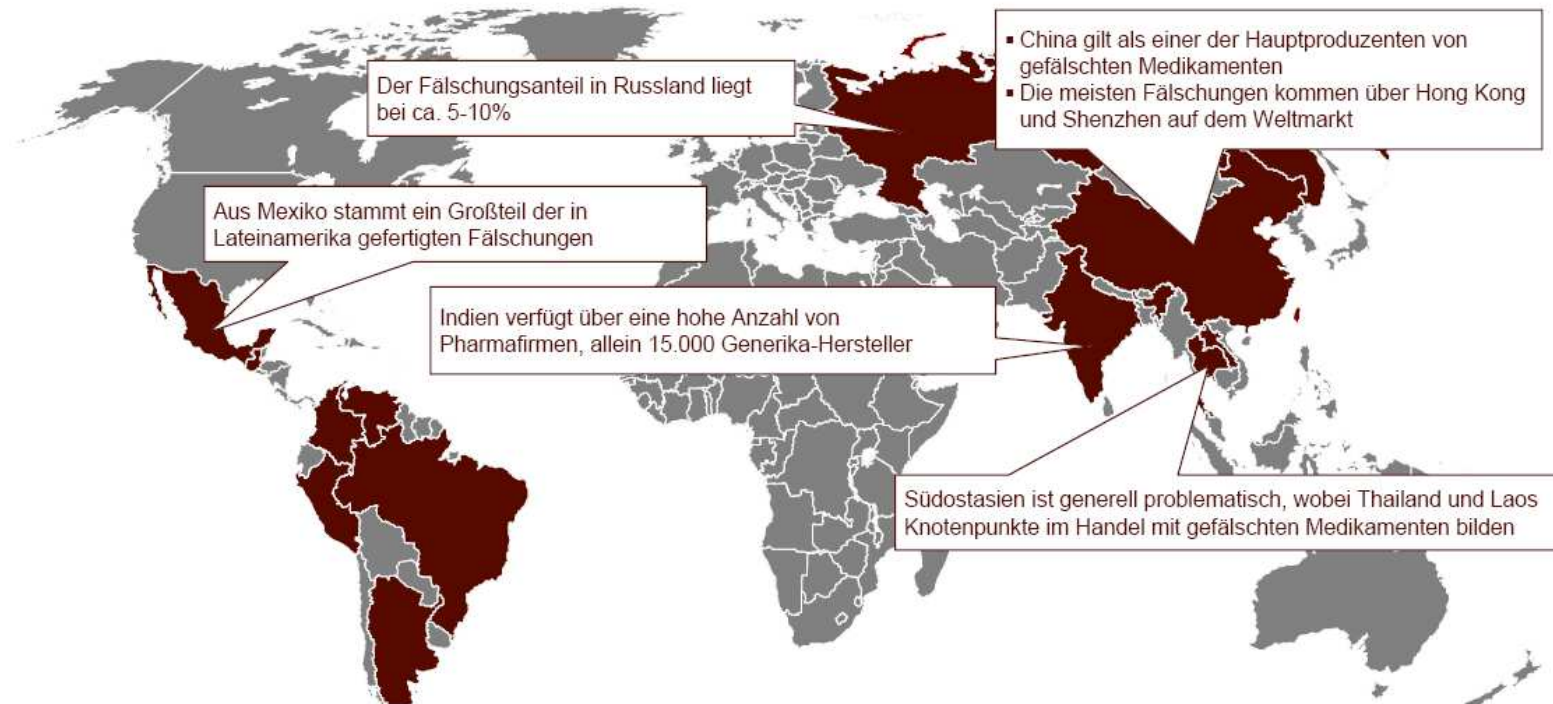 ▪ China gilt als einer der Hauptproduzenten von
gefälschten Medikamenten
▪ Die meisten Fälschungen kommen über Hong Kong
und Shenzhen auf dem Weltmarkt
Der Fälschungsanteil in Russland liegt
bei ca. 5-10%
Aus Mexiko stammt ein Großteil der in
Lateinamerika gefertigten Fälschungen
Indien verfügt über eine hohe Anzahl von
Pharmafirmen, allein 15.000 Generika-Hersteller
Südostasien ist generell problematisch, wobei Thailand und Laos
Knotenpunkte im Handel mit gefälschten Medikamenten bilden